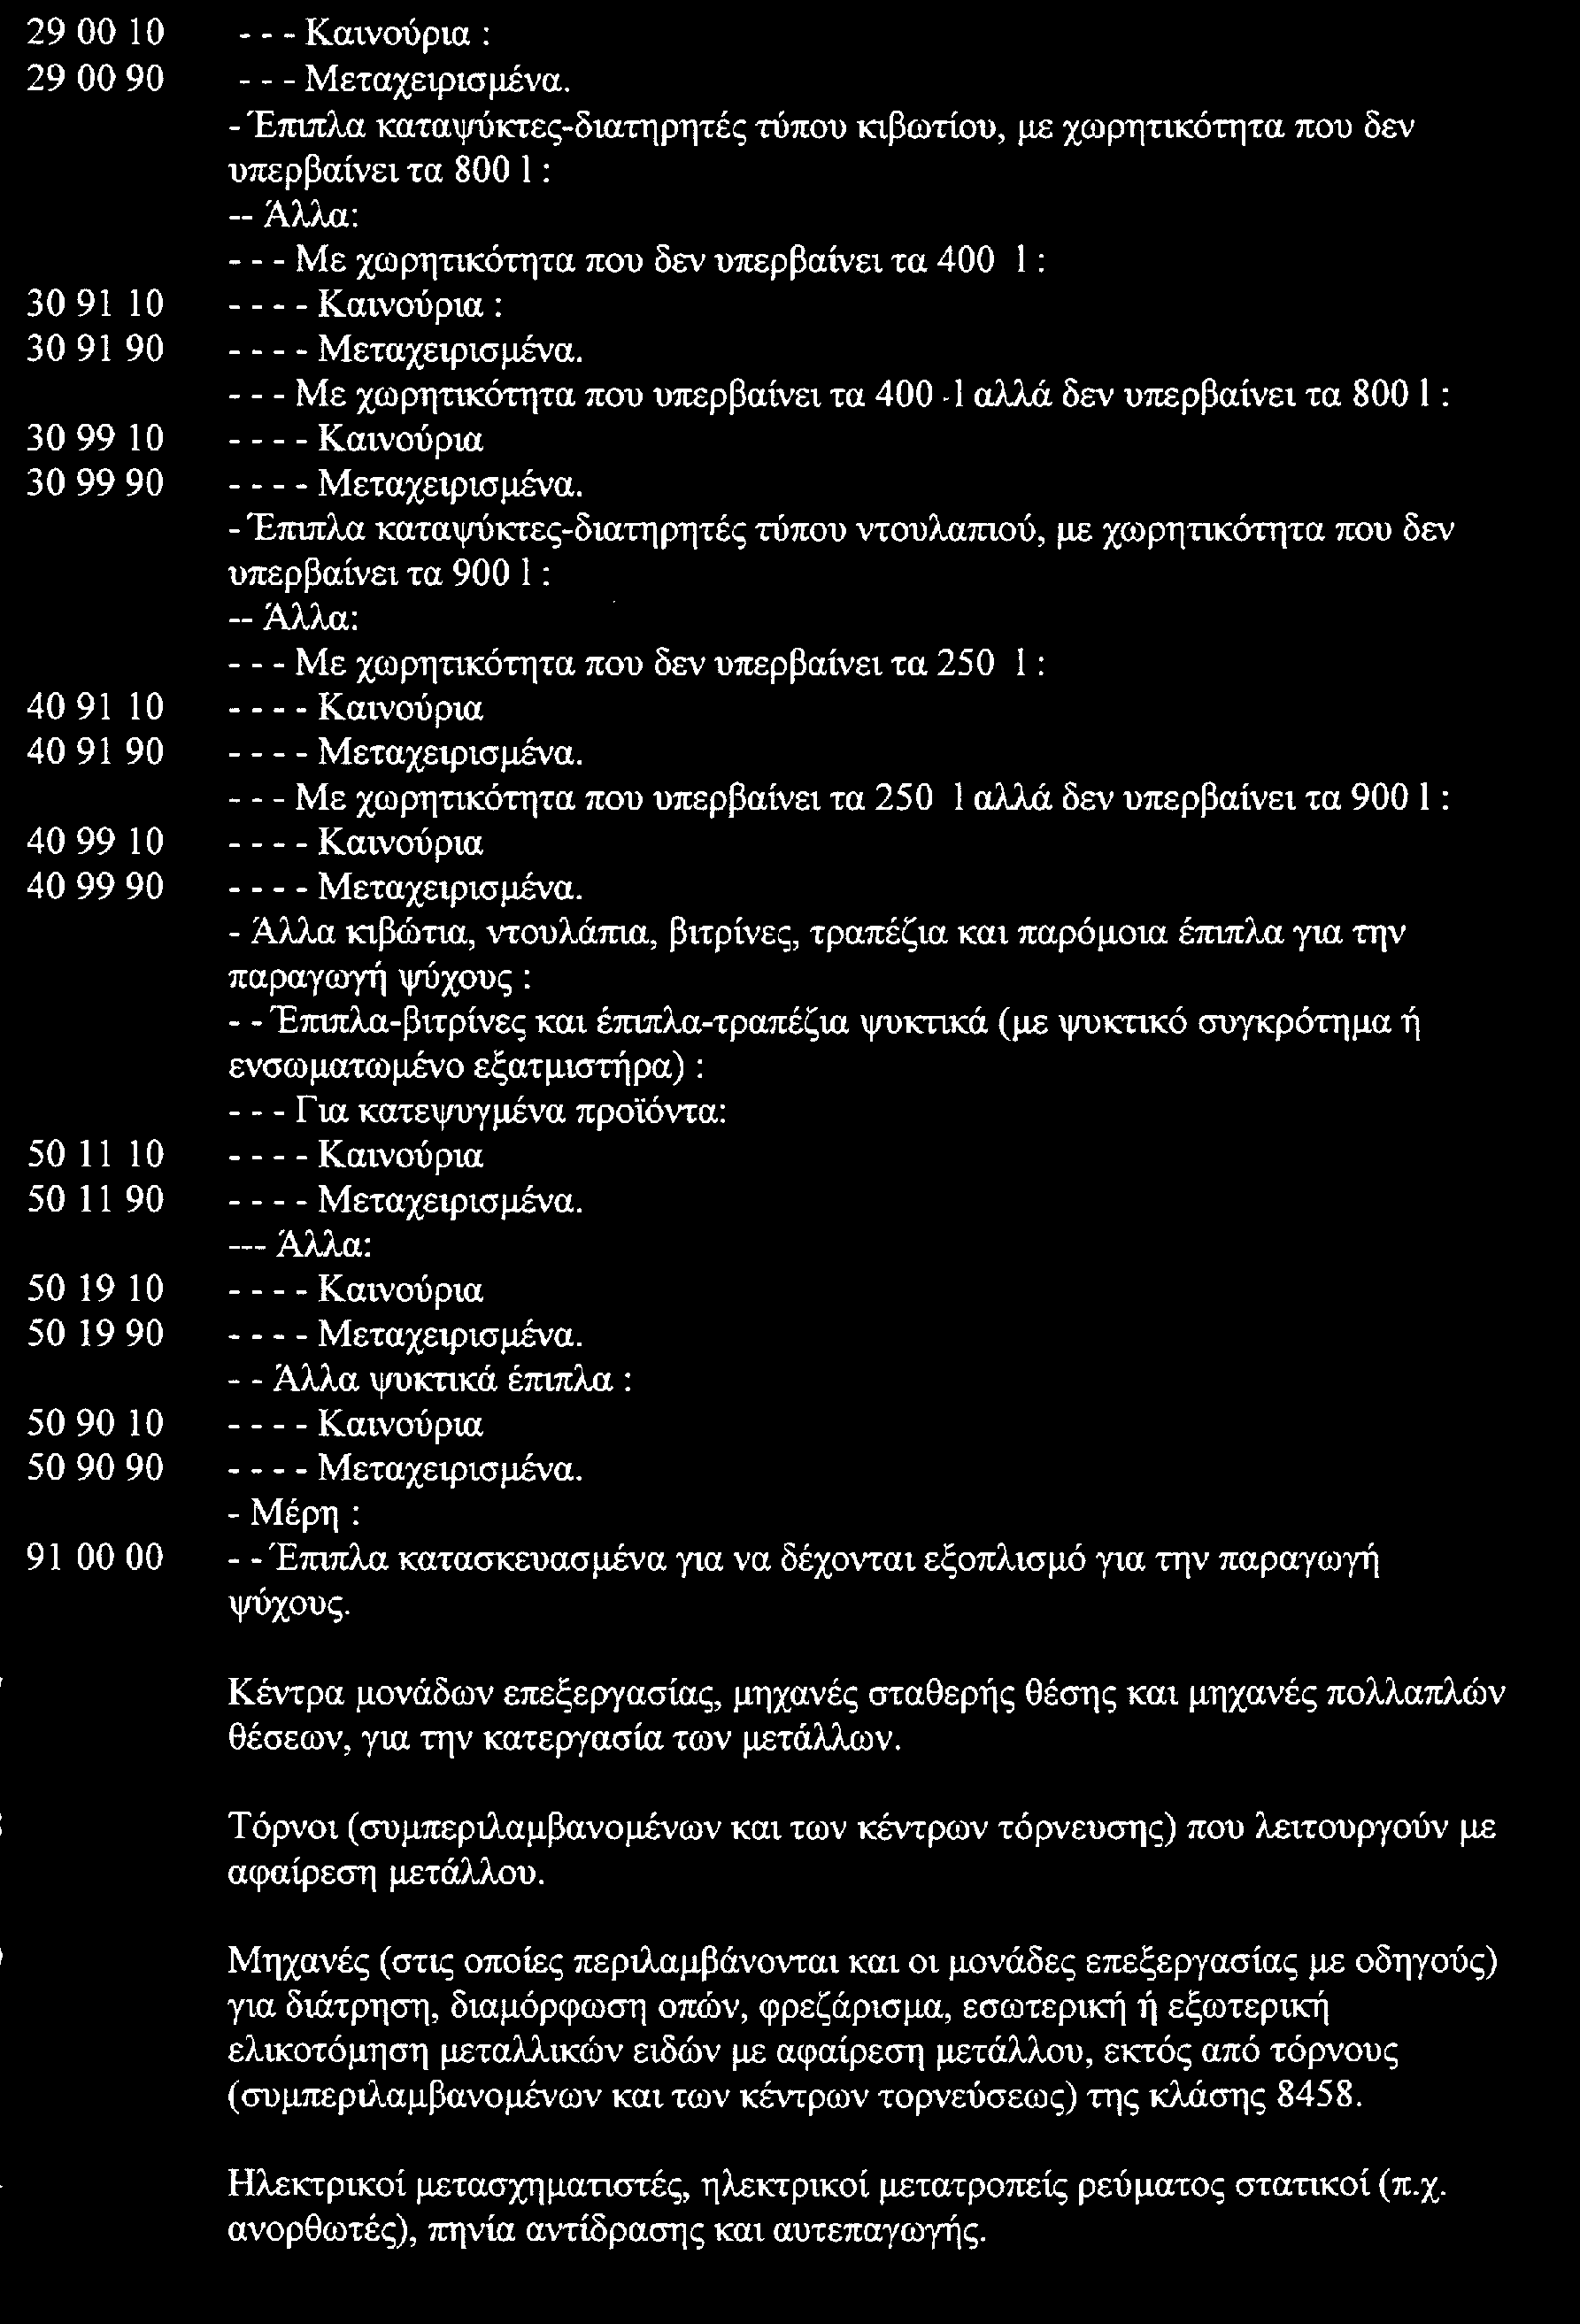 29 00 10 - - - Καινούρια :
29 00 90 - - - Μεταχειρισμένα.
- Έπιπλα καταψύκτες-διατηρητές τύπου κιβωτίου, με χωρητικότητα που δεν
υπερβαίνει τα 800 l :
-- Άλλα:
- - - Με χωρητικότητα που δεν υπερβαίνει τα 400 l :
30 91 10 - - - - Καινούρια :
30 91 90 - - - - Μεταχειρισμένα.
- - - Με χωρητικότητα που υπερβαίνει τα 400 -l αλλά δεν υπερβαίνει τα 800 l :
30 99 10 - - - - Καινούρια
30 99 90 - - - - Μεταχειρισμένα.
- Έπιπλα καταψύκτες-διατηρητές τύπου ντουλαπιού, με χωρητικότητα που δεν
υπερβαίνει τα 900 l :
-- Άλλα:
- - - Με χωρητικότητα που δεν υπερβαίνει τα 250 l :
40 91 10 - - - - Καινούρια
40 91 90 - - - - Μεταχειρισμένα.
- - - Με χωρητικότητα που υπερβαίνει τα 250 l αλλά δεν υπερβαίνει τα 900 l :
40 99 10 - - - - Καινούρια
40 99 90 - - - - Μεταχειρισμένα.
- Άλλα κιβώτια, ντουλάπια, βιτρίνες, τραπέζια και παρόμοια έπιπλα για την
παραγωγή ψύχους :
- - Έπιπλα-βιτρίνες και έπιπλα-τραπέζια ψυκτικά (με ψυκτικό συγκρότημα ή
ενσωματωμένο εξατμιστήρα) :
- - - Για κατεψυγμένα προϊόντα:
50 11 10 - - - - Καινούρια
50 11 90 - - - - Μεταχειρισμένα.
--- Άλλα:
50 19 10 - - - - Καινούρια
50 19 90 - - - - Μεταχειρισμένα.
- - Άλλα ψυκτικά έπιπλα :
50 90 10 - - - - Καινούρια
50 90 90 - - - - Μεταχειρισμένα.
- Μέρη :
91 00 00 - - Έπιπλα κατασκευασμένα για να δέχονται εξοπλισμό για την παραγωγή
ψύχους.
Κέντρα μονάδων επεξεργασίας, μηχανές σταθερής θέσης και μηχανές πολλαπλών
θέσεων, για την κατεργασία των μετάλλων.
Τόρνοι (συμπεριλαμβανομένων και των κέντρων τόρνευσης) που λειτουργούν με
αφαίρεση μετάλλου.
Μηχανές (στις οποίες περιλαμβάνονται και οι μονάδες επεξεργασίας με οδηγούς)
για διάτρηση, διαμόρφωση οπών, φρεζάρισμα, εσωτερική ή εξωτερική
ελικοτόμηση μεταλλικών ειδών με αφαίρεση μετάλλου, εκτός από τόρνους
(συμπεριλαμβανομένων και των κέντρων τορνεύσεως) της κλάσης 8458.
Ηλεκτρικοί μετασχηματιστές, ηλεκτρικοί μετατροπείς ρεύματος στατικοί (π.χ.
ανορθωτές), πηνία αντίδρασης και αυτεπαγωγής.